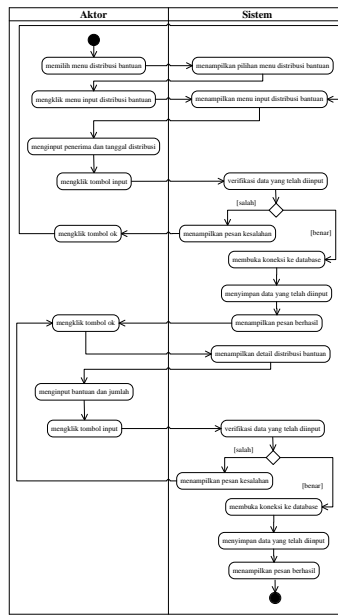 Aktor
Sistem
memilih menu distribusi bantuan
menampilkan pilihan menu distribusi bantuan
mengklik menu input distribusi bantuan
menampilkan menu input distribusi bantuan
menginput penerima dan tanggal distribusi
mengklik tombol input
verifikasi data yang telah diinput
[salah]
[benar]
mengklik tombol ok
menampilkan pesan kesalahan
membuka koneksi ke database
menyimpan data yang telah diinput
mengklik tombol ok
menampilkan pesan berhasil
menampilkan detail distribusi bantuan
menginput bantuan dan jumlah
mengklik tombol input
verifikasi data yang telah diinput
[salah]
menampilkan pesan kesalahan
[benar]
membuka koneksi ke database
menyimpan data yang telah diinput
menampilkan pesan berhasil